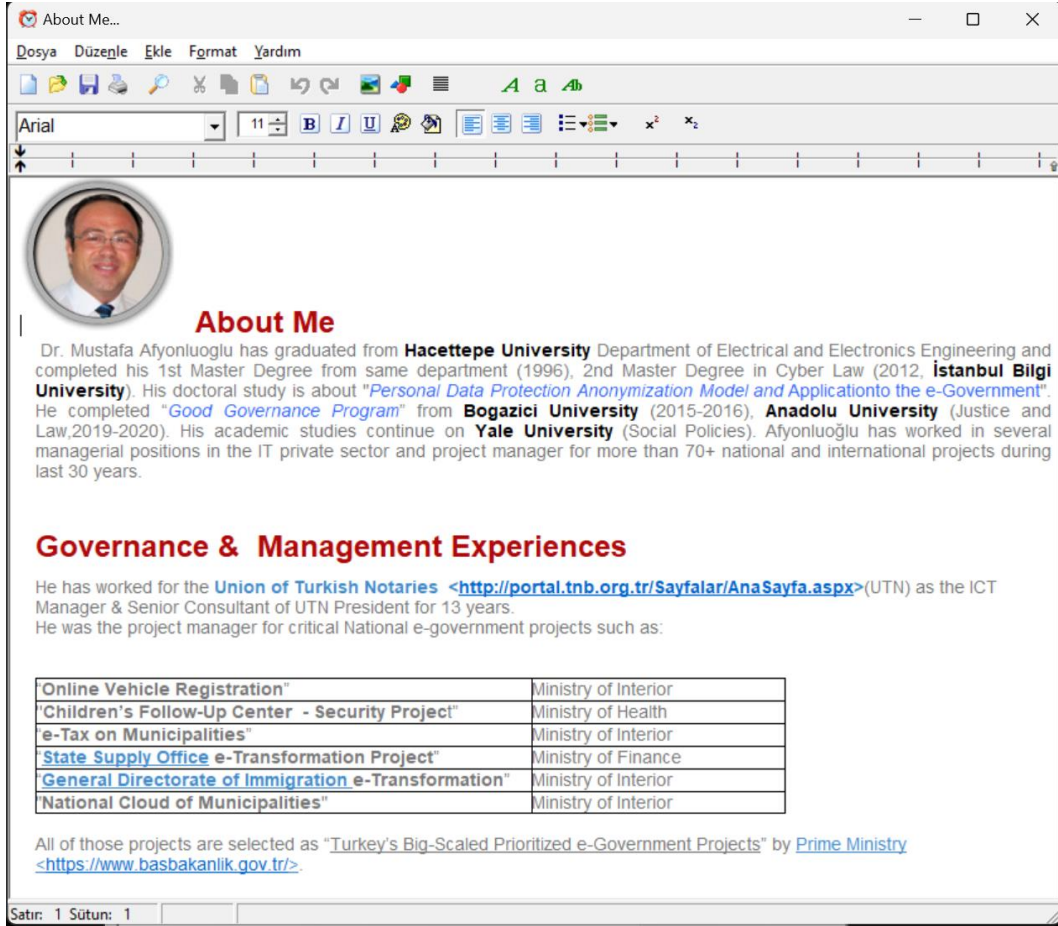 About Me...
Dosya Düzenle Ekle Format Yardım
A a Ab
Arial 11 B I U x² x₂
About Me
Dr. Mustafa Afyonluoglu has graduated from Hacettepe University Department of Electrical and Electronics Engineering and
completed his 1st Master Degree from same department (1996), 2nd Master Degree in Cyber Law (2012, İstanbul Bilgi
University). His doctoral study is about "Personal Data Protection Anonymization Model and Applicationto the e-Government".
He completed “Good Governance Program” from Bogazici University (2015-2016), Anadolu University (Justice and
Law,2019-2020). His academic studies continue on Yale University (Social Policies). Afyonluoğlu has worked in several
managerial positions in the IT private sector and project manager for more than 70+ national and international projects during
last 30 years.
Governance & Management Experiences
He has worked for the Union of Turkish Notaries <http://portal.tnb.org.tr/Sayfalar/AnaSayfa.aspx>(UTN) as the ICT
Manager & Senior Consultant of UTN President for 13 years.
He was the project manager for critical National e-government projects such as:
“Online Vehicle Registration” Ministry of Interior
"Children’s Follow-Up Center - Security Project” Ministry of Health
“e-Tax on Municipalities” Ministry of Interior
“State Supply Office e-Transformation Project” Ministry of Finance
“General Directorate of Immigration e-Transformation” Ministry of Interior
"National Cloud of Municipalities" Ministry of Interior
All of those projects are selected as “Turkey’s Big-Scaled Prioritized e-Government Projects” by Prime Ministry
<https://www.basbakanlik.gov.tr/>.
Satır: 1 Sütun: 1